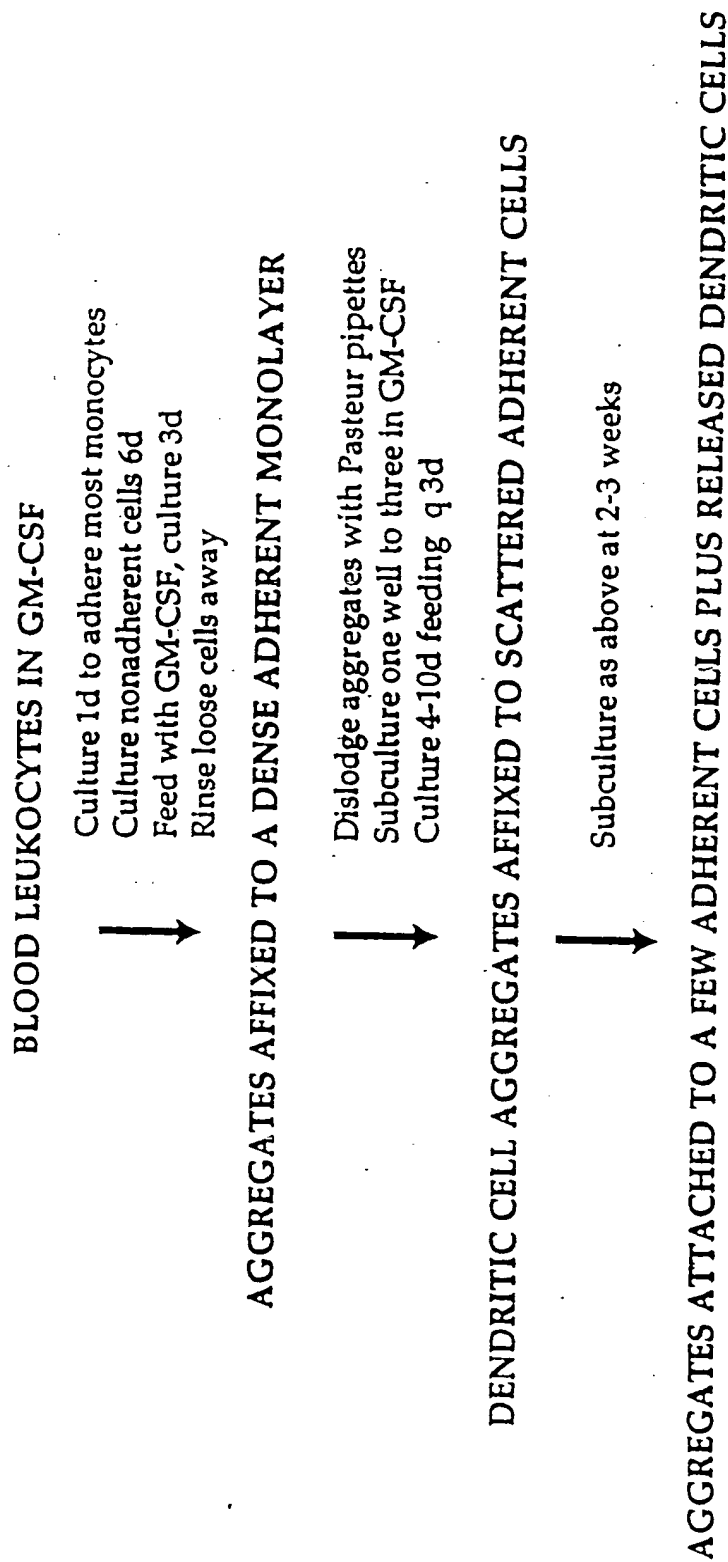 BLOOD LEUKOCYTES IN GM-CSF
Culture 1d to adhere most monocytes
Culture nonadherent cells 6d
Feed with GM-CSF, culture 3d
Rinse loose cells away
AGGREGATES AFFIXED TO A DENSE ADHERENT MONOLAYER
Dislodge aggregates with Pasteur pipettes
Subculture one well to three in GM-CSF
Culture 4-10d feeding q 3d
DENDRITIC CELL AGGREGATES AFFIXED TO SCATTERED ADHERENT CELLS
Subculture as above at 2-3 weeks
AGGREGATES ATTACHED TO A FEW ADHERENT CELLS PLUS RELEASED DENDRITIC CELLS